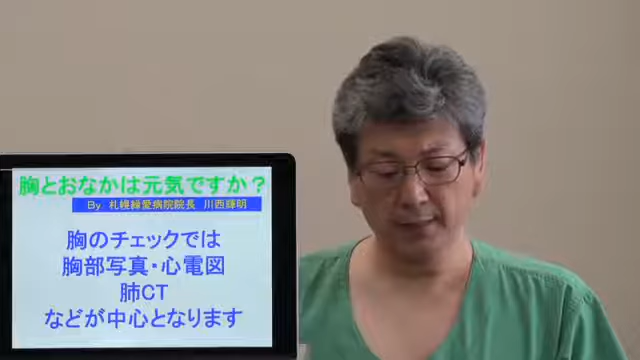 胸とおなかは元気ですか？
By 札幌緑愛病院院長 川西輝明
胸のチェックでは
胸部写真・心電図
肺CT
などが中心となります